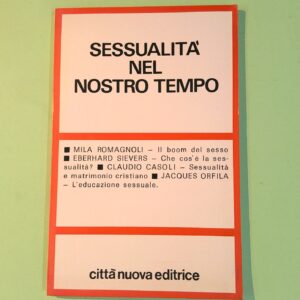 SESSUALITA'
NEL
NOSTRO TEMPO
■ MILA ROMAGNOLI – Il boom del sesso
■ EBERHARD SIEVERS – Che cos'è la ses-
sualità? ■ CLAUDIO CASOLI – Sessualità
e matrimonio cristiano ■ JACQUES ORFILA
– L'educazione sessuale.
città nuova editrice